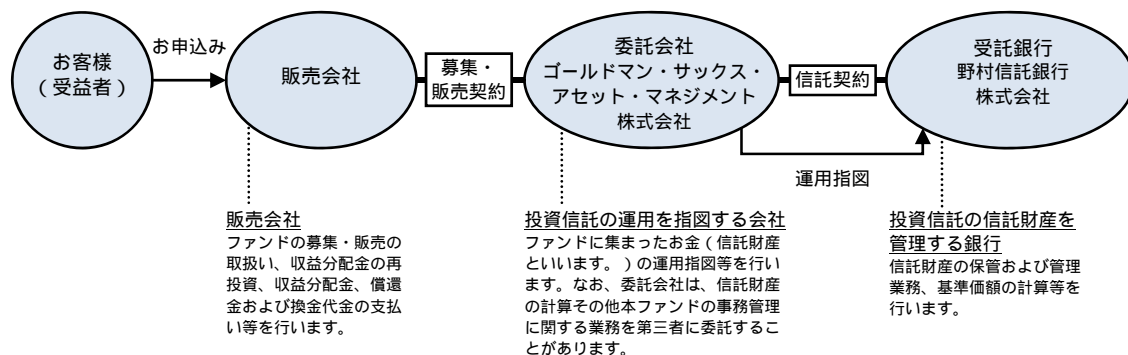 お客様
（受益者）
お申込み
販売会社
募集・
販売契約
委託会社
ゴールドマン・サックス・
アセット・マネジメント
株式会社
信託契約
受託銀行
野村信託銀行
株式会社
運用指図
販売会社
ファンドの募集・販売の
取扱い、収益分配金の再
投資、収益分配金、償還
金および換金代金の支払
い等を行います。
投資信託の運用を指図する会社
ファンドに集まったお金（信託財産
といいます。）の運用指図等を行い
ます。なお、委託会社は、信託財産
の計算その他本ファンドの事務管理
に関する業務を第三者に委託するこ
とがあります。
投資信託の信託財産を
管理する銀行
信託財産の保管および管理
業務、基準価額の計算等を
行います。